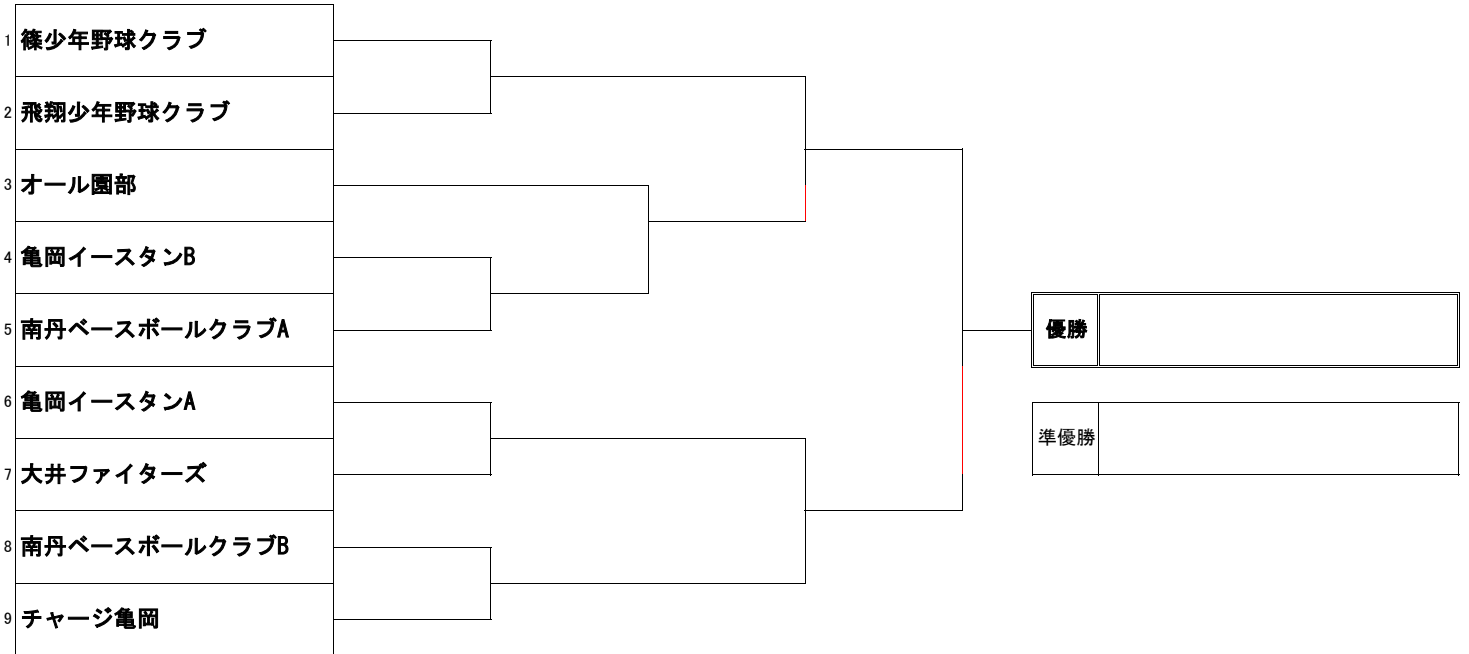 1 篠少年野球クラブ
2 飛翔少年野球クラブ
3 オール園部
4 亀岡イースタンB
5 南丹ベースボールクラブA
優勝
6 亀岡イースタンA
準優勝
7 大井ファイターズ
8 南丹ベースボールクラブB
9 チャージ亀岡